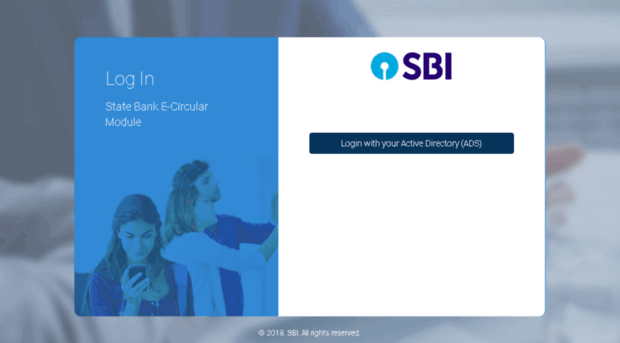 Log In
State Bank E-Circular
Module
SBI
Login with your Active Directory (ADS)
© 2018. SBI. All rights reserved.